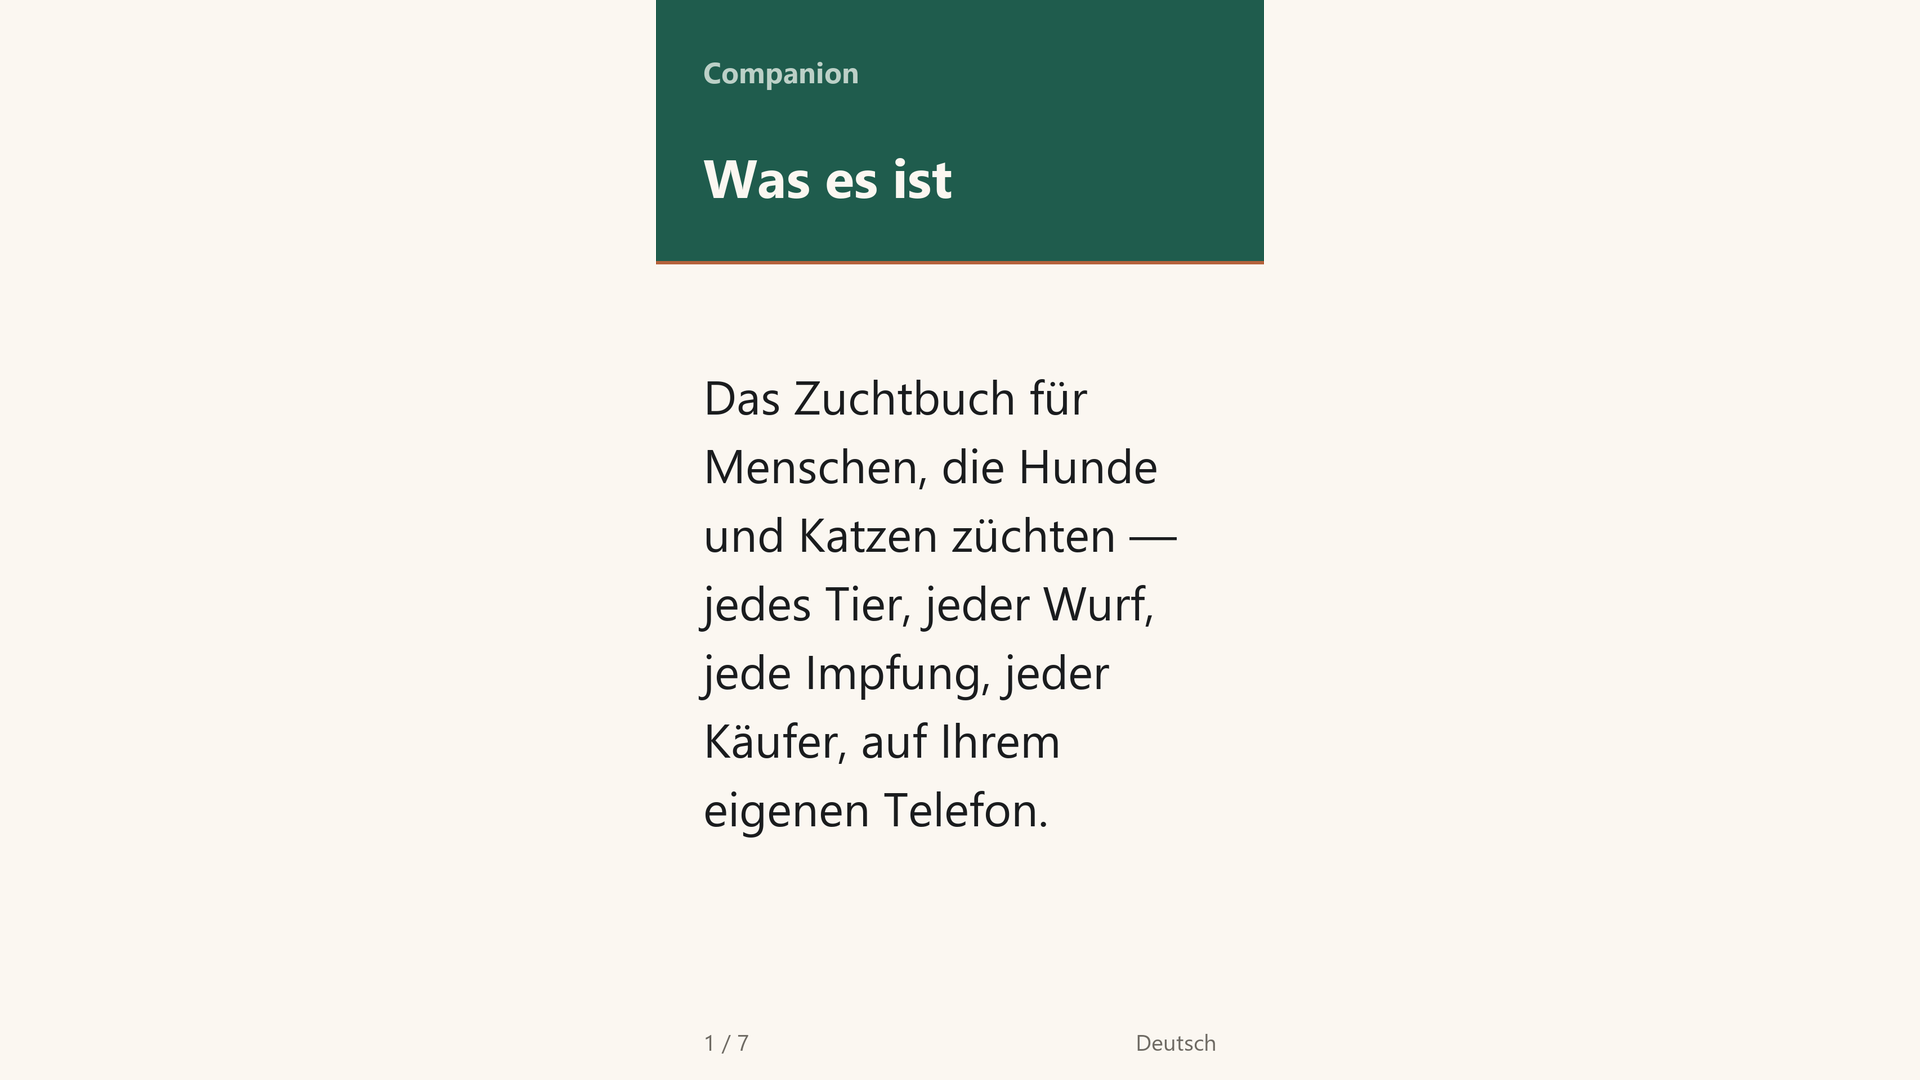 Companion
Was es ist
Das Zuchtbuch für
Menschen, die Hunde
und Katzen züchten —
jedes Tier, jeder Wurf,
jede Impfung, jeder
Käufer, auf Ihrem
eigenen Telefon.
1 / 7
Deutsch